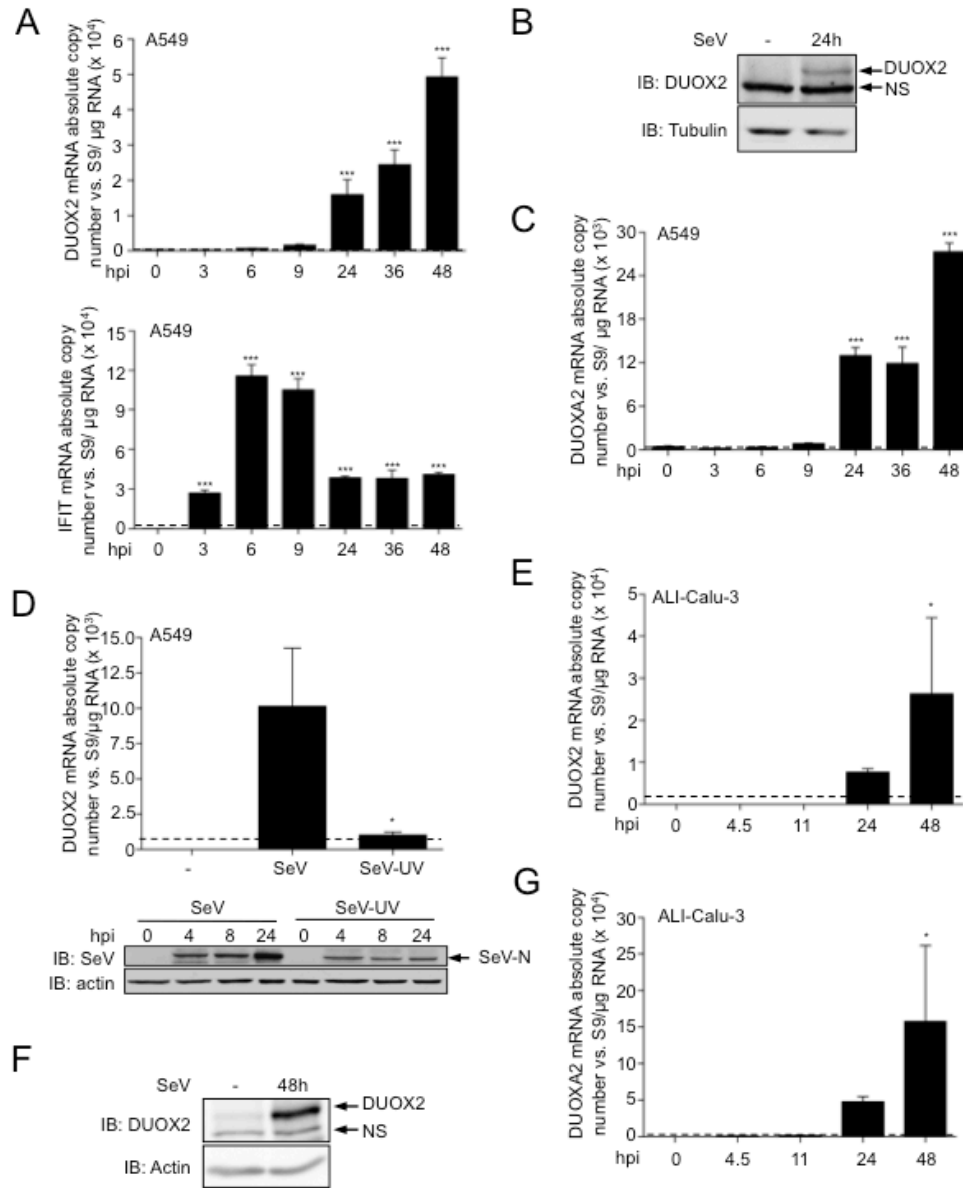 A
A549
DUOX2 mRNA absolute copy
number vs. S9/ µg RNA (x 10⁴)
6
5
4
3
2
1
0
***
***
***
hpi 0 3 6 9 24 36 48
A549
IFIT mRNA absolute copy
number vs. S9/ µg RNA (x 10⁴)
15
12
9
6
3
0
***
***
***
***
***
***
hpi 0 3 6 9 24 36 48
B
SeV - 24h
IB: DUOX2
DUOX2
NS
IB: Tubulin
C
A549
DUOXA2 mRNA absolute copy
number vs. S9/ µg RNA (x 10³)
30
24
18
12
6
0
***
***
***
hpi 0 3 6 9 24 36 48
D
A549
DUOX2 mRNA absolute copy
number vs. S9/µg RNA (x 10³)
15.0
12.5
10.0
7.5
5.0
2.5
0
*
- SeV SeV-UV
SeV SeV-UV
hpi 0 4 8 24 0 4 8 24
IB: SeV
SeV-N
IB: actin
E
ALI-Calu-3
DUOX2 mRNA absolute copy
number vs. S9/µg RNA (x 10⁴)
5
4
3
2
1
0
*
hpi 0 4.5 11 24 48
F
SeV - 48h
IB: DUOX2
DUOX2
NS
IB: Actin
G
ALI-Calu-3
DUOXA2 mRNA absolute copy
number vs. S9/µg RNA (x 10⁴)
30
25
20
15
10
5
0
*
hpi 0 4.5 11 24 48